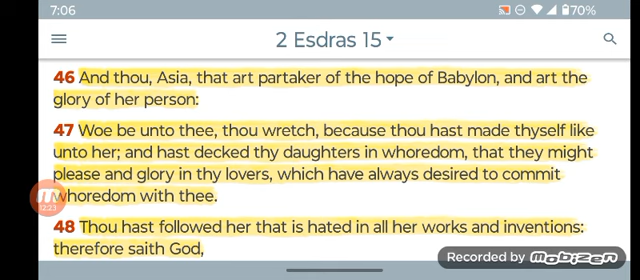 7:06
70%
2 Esdras 15
46 And thou, Asia, that art partaker of the hope of Babylon, and art the
glory of her person:
47 Woe be unto thee, thou wretch, because thou hast made thyself like
unto her; and hast decked thy daughters in whoredom, that they might
please and glory in thy lovers, which have always desired to commit
whoredom with thee.
12:23
48 Thou hast followed her that is hated in all her works and inventions:
therefore saith God,
Recorded by mobizen